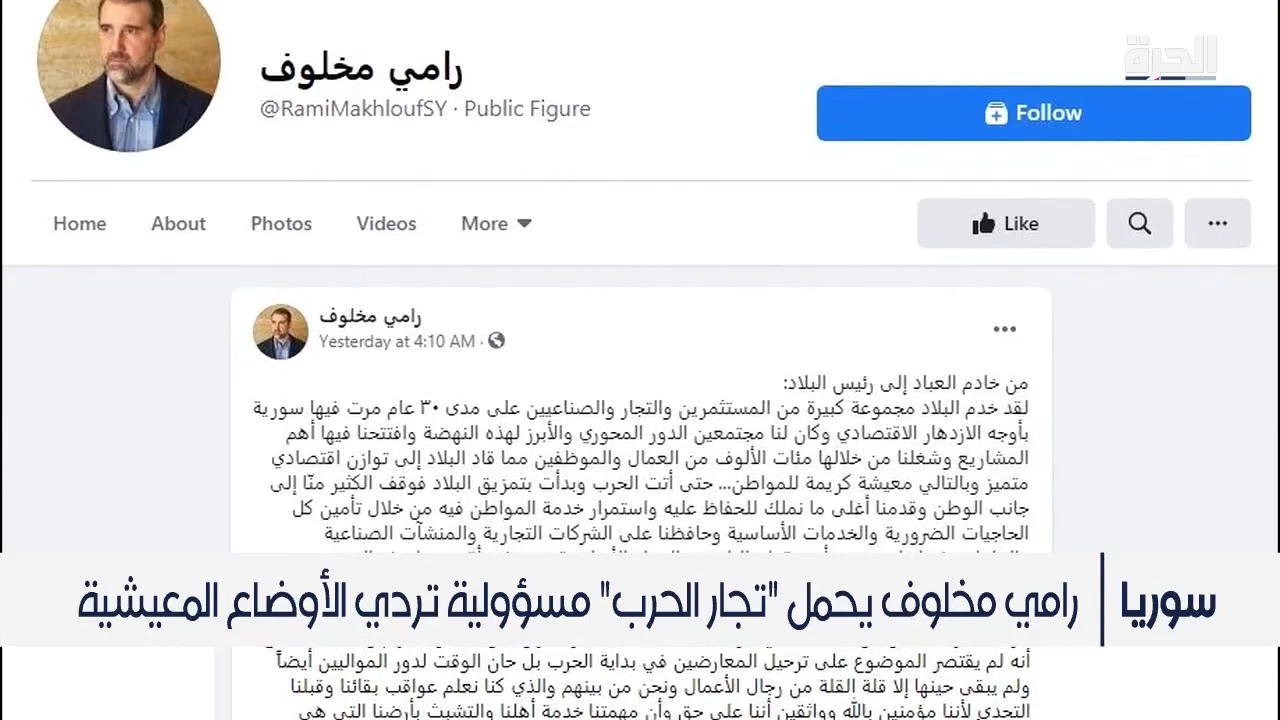 الحرة
رامي مخلوف
@RamiMakhloufSY · Public Figure
Follow
Home About Photos Videos More
Like
رامي مخلوف
Yesterday at 4:10 AM ·
من خادم العباد إلى رئيس البلاد:
لقد خدم البلاد مجموعة كبيرة من المستثمرين والتجار والصناعيين على مدى ٣٠ عام مرت فيها سورية
بأوجه الازدهار الاقتصادي وكان لنا مجتمعين الدور المحوري والأبرز لهذه النهضة وافتتحنا فيها أهم
المشاريع وشغلنا من خلالها مئات الألوف من العمال والموظفين مما قاد البلاد إلى توازن اقتصادي
متميز وبالتالي معيشة كريمة للمواطن... حتى أتت الحرب وبدأت بتمزيق البلاد فوقف الكثير منّا إلى
جانب الوطن وقدمنا أغلى ما نملك للحفاظ عليه واستمرار خدمة المواطن فيه من خلال تأمين كل
الحاجيات الضرورية والخدمات الأساسية وحافظنا على الشركات التجارية والمنشآت الصناعية
سوريا | رامي مخلوف يحمل "تجار الحرب" مسؤولية تردي الأوضاع المعيشية
أنه لم يقتصر الموضوع على ترحيل المعارضين في بداية الحرب بل حان الوقت لدور المواليين أيضاً
ولم يبقى حينها إلا قلة القلة من رجال الأعمال ونحن من بينهم والذي كنا نعلم عواقب بقائنا وقبلنا
التحدي لأننا مؤمنين بالله وواثقين أننا على حق وأن مهمتنا خدمة أهلنا والتشبث بأرضنا التي هي